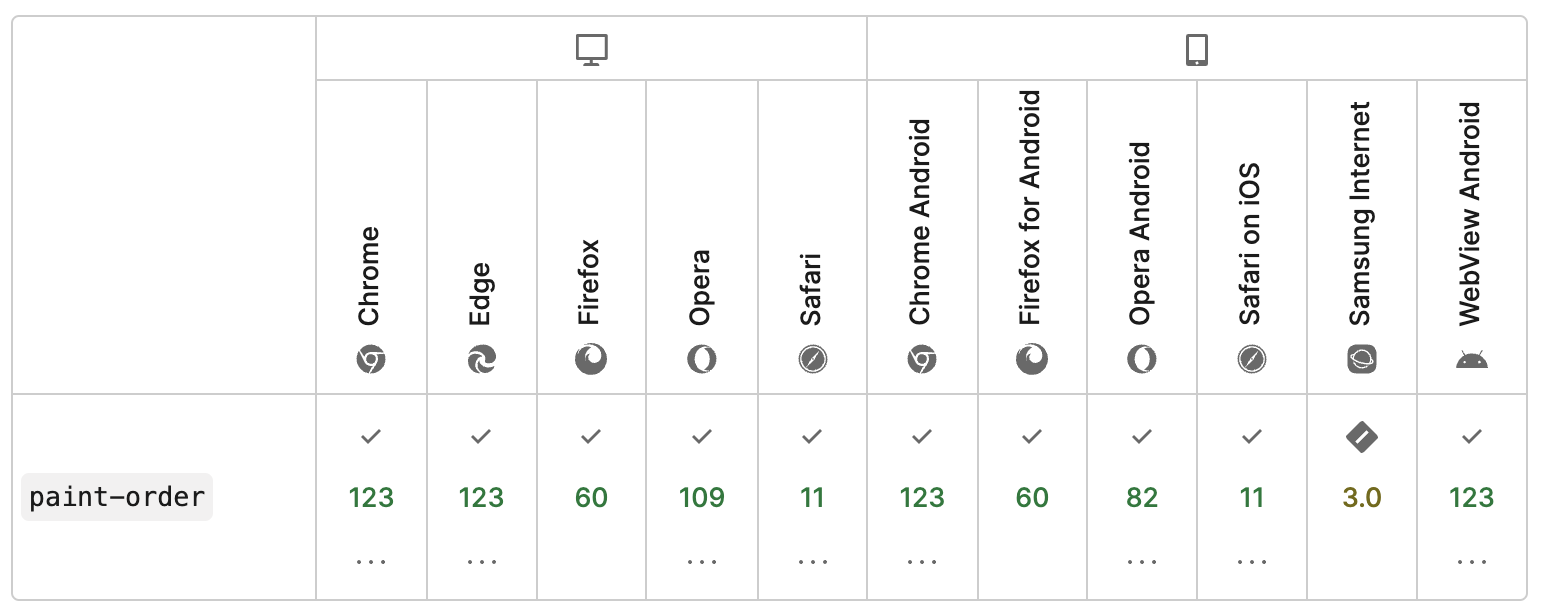 Chrome
Edge
Firefox
Opera
Safari
Chrome Android
Firefox for Android
Opera Android
Safari on iOS
Samsung Internet
WebView Android
paint-order
123
123
60
109
11
123
60
82
11
3.0
123
... ... ... ... ... ... ... ...